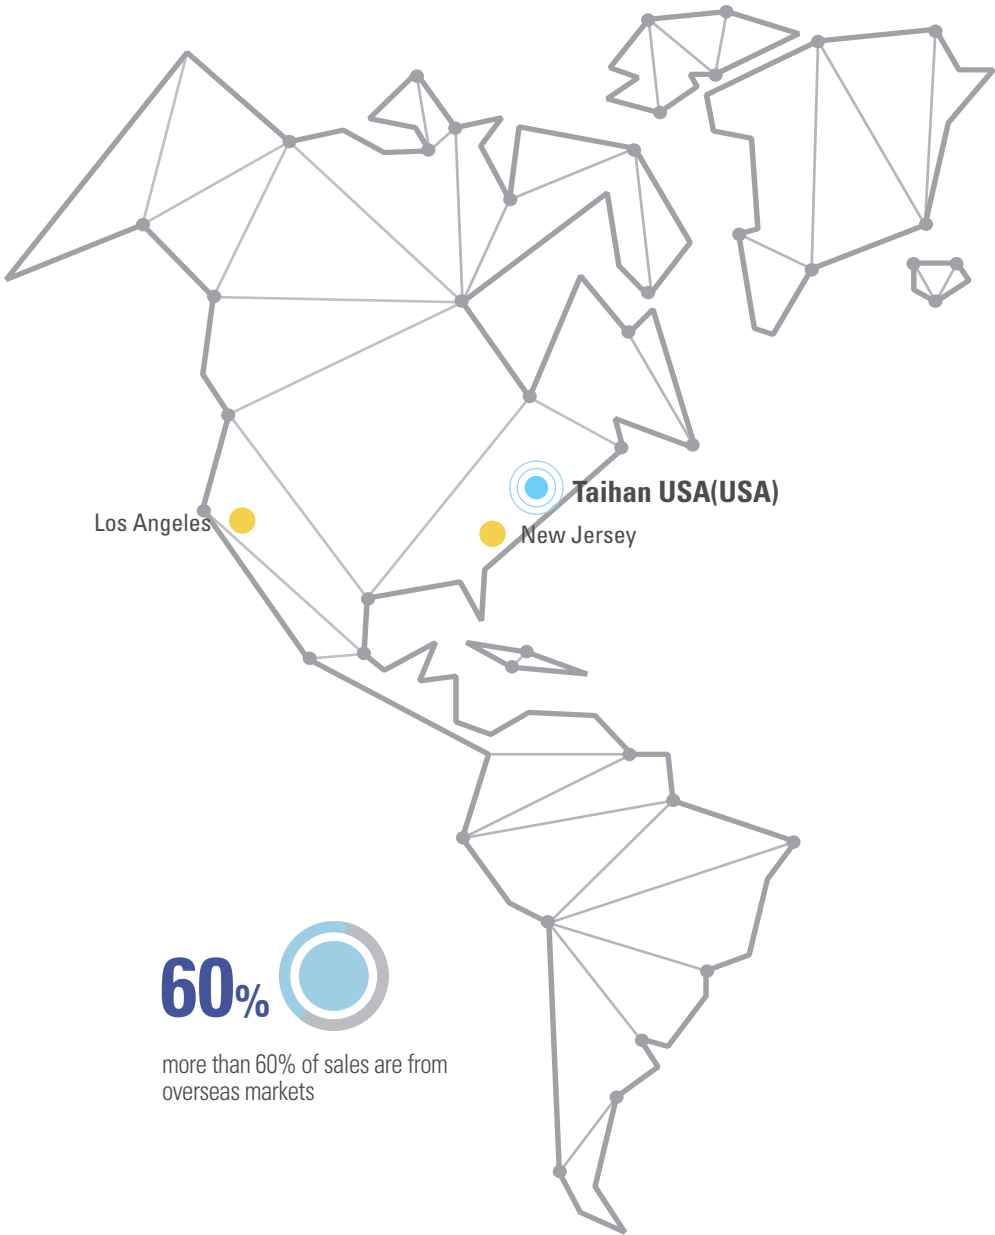 Taihan USA(USA)
Los Angeles
New Jersey
60%
more than 60% of sales are from
overseas markets